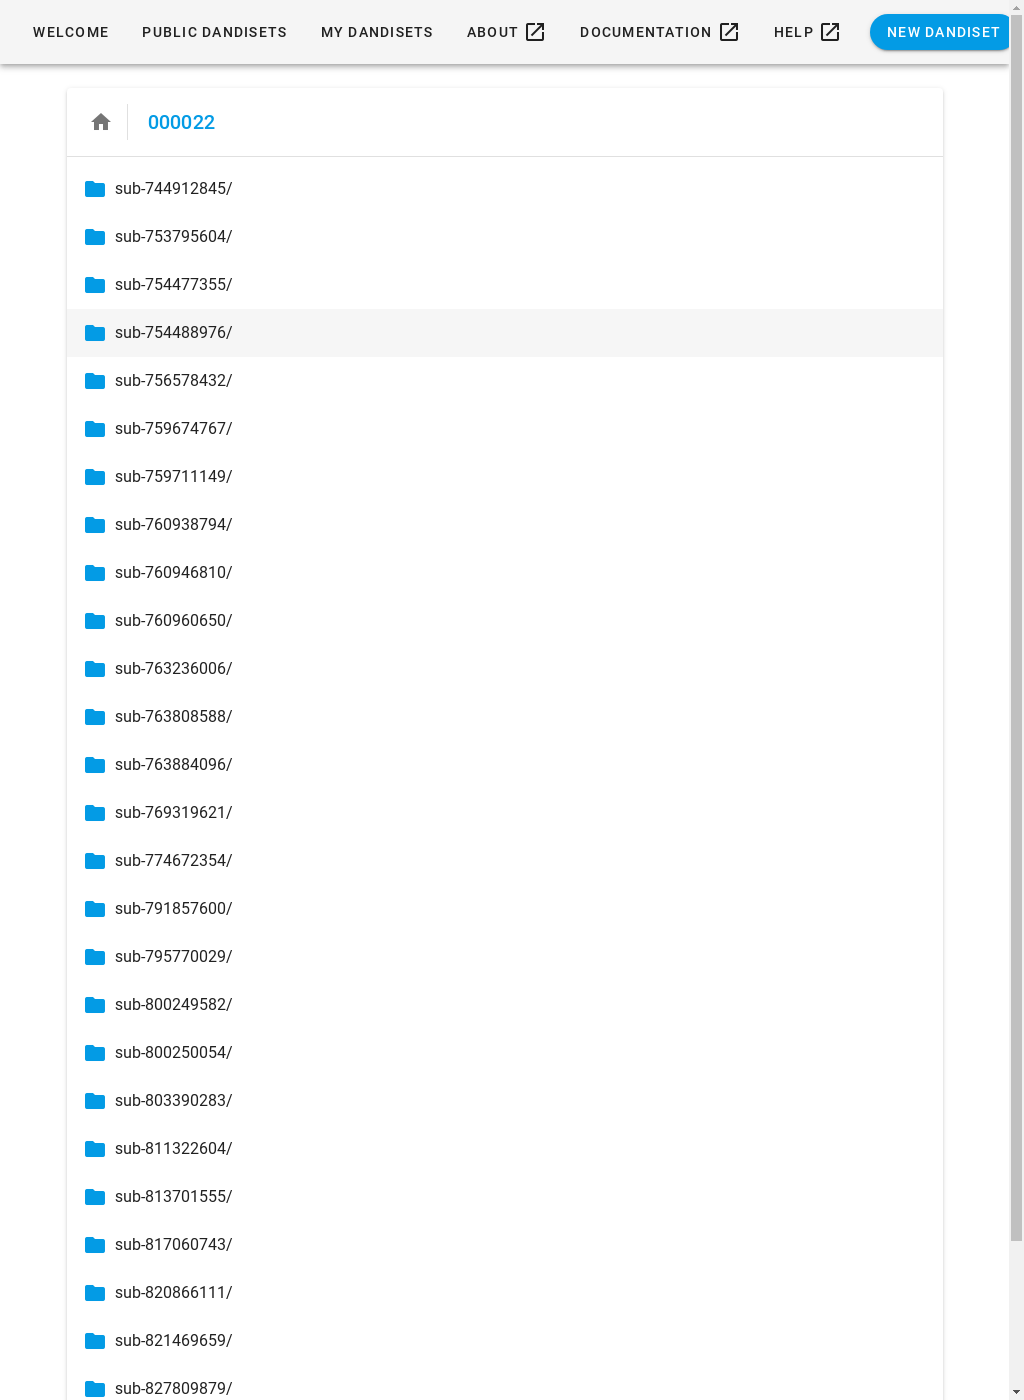 WELCOME PUBLIC DANDISETS MY DANDISETS ABOUT DOCUMENTATION HELP NEW DANDISET
000022
sub-744912845/
sub-753795604/
sub-754477355/
sub-754488976/
sub-756578432/
sub-759674767/
sub-759711149/
sub-760938794/
sub-760946810/
sub-760960650/
sub-763236006/
sub-763808588/
sub-763884096/
sub-769319621/
sub-774672354/
sub-791857600/
sub-795770029/
sub-800249582/
sub-800250054/
sub-803390283/
sub-811322604/
sub-813701555/
sub-817060743/
sub-820866111/
sub-821469659/
sub-827809879/